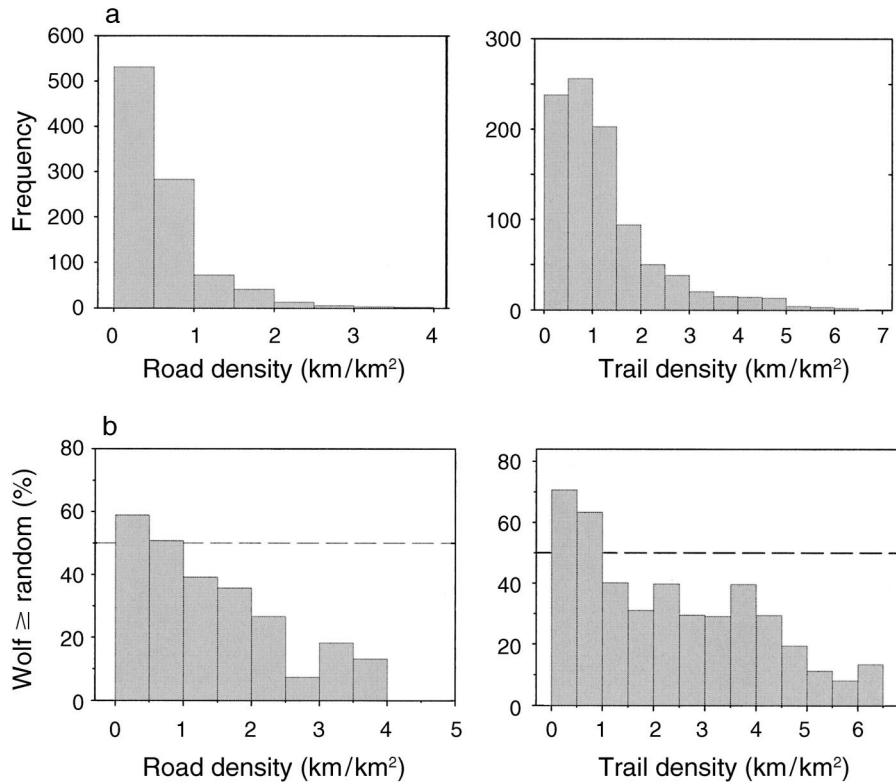 a
Frequency
600
500
400
300
200
100
0
0 1 2 3 4
Road density (km/km²)
300
200
100
0
0 1 2 3 4 5 6 7
Trail density (km/km²)
b
Wolf ≥ random (%)
80
60
40
20
0
0 1 2 3 4 5
Road density (km/km²)
80
60
40
20
0
0 1 2 3 4 5 6
Trail density (km/km²)